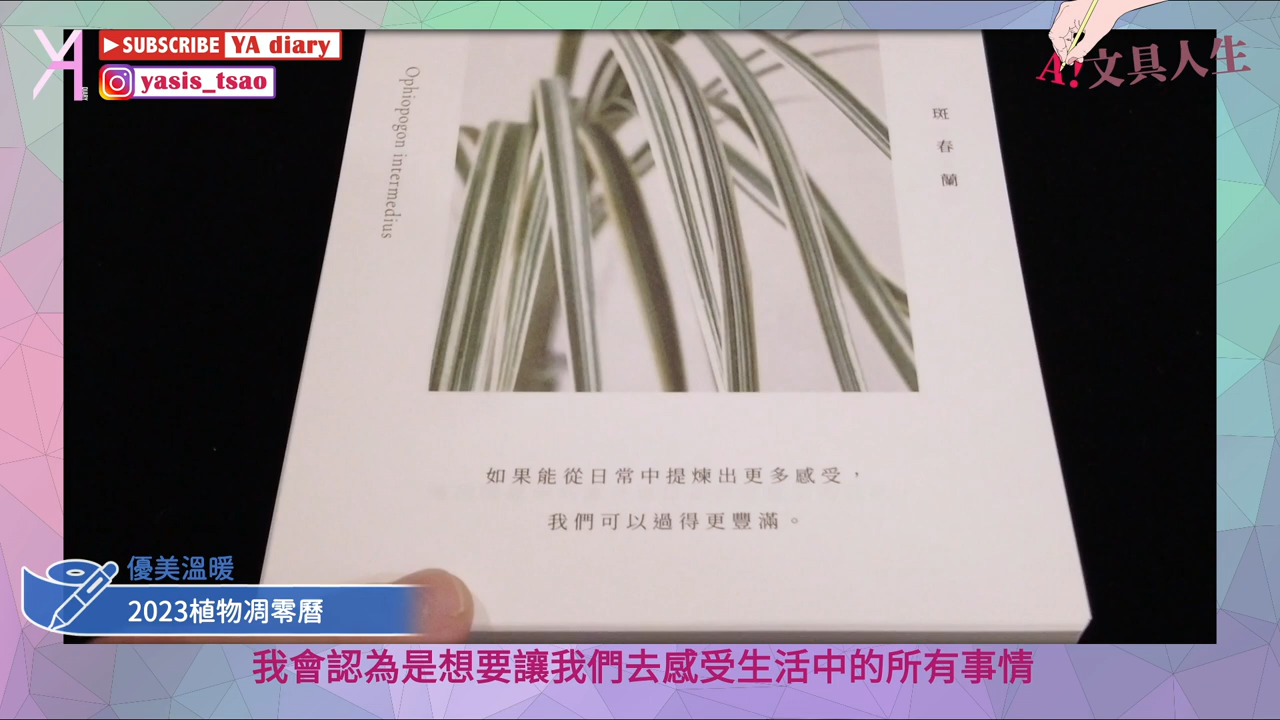 YA
DIARY
SUBSCRIBE YA diary
yasis_tsao
A!文具人生
Ophiopogon intermedius
斑春蘭
如果能從日常中提煉出更多感受，
我們可以過得更豐滿。
優美溫暖
2023植物凋零曆
我會認為是想要讓我們去感受生活中的所有事情